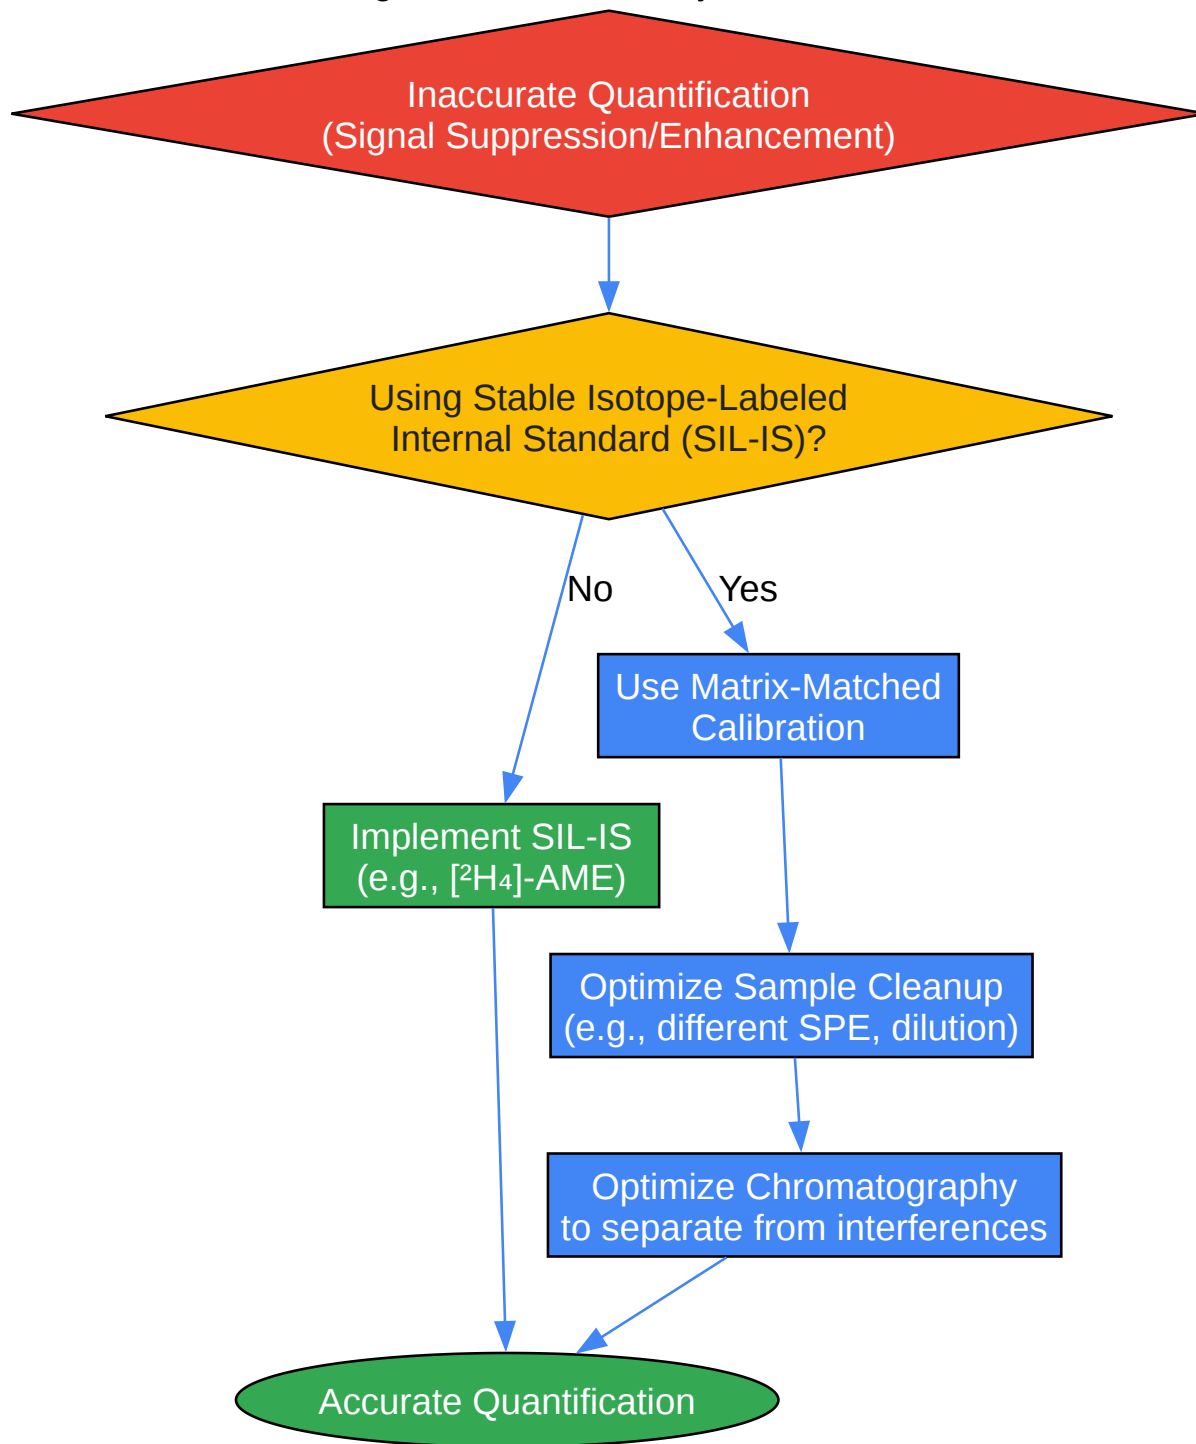 Inaccurate Quantification
(Signal Suppression/Enhancement)
Using Stable Isotope-Labeled
Internal Standard (SIL-IS)?
No
Yes
Use Matrix-Matched
Calibration
Implement SIL-IS
(e.g., [²H₄]-AME)
Optimize Sample Cleanup
(e.g., different SPE, dilution)
Optimize Chromatography
to separate from interferences
Accurate Quantification